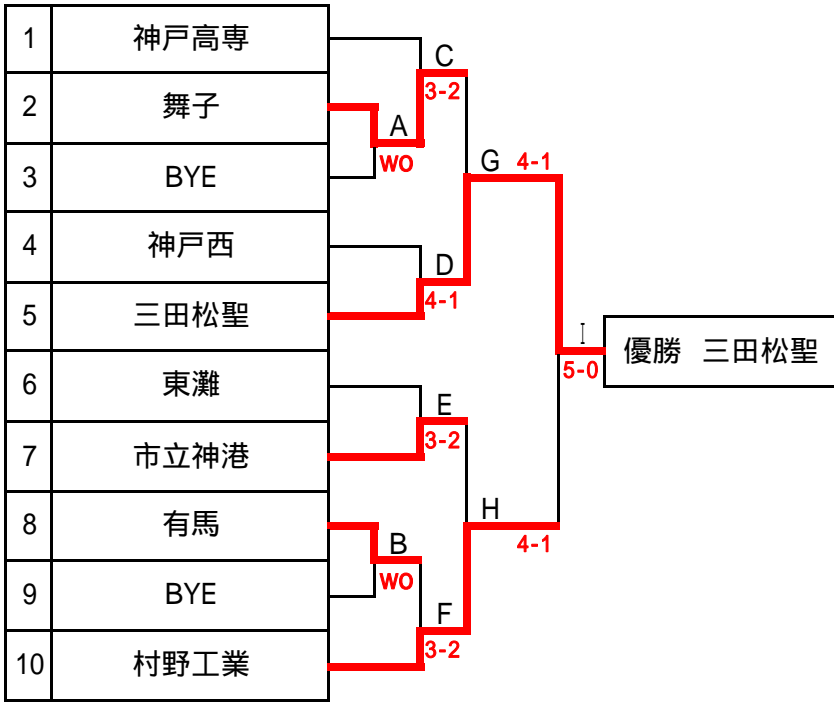 1 神戸高専
2 舞子
3 BYE
4 神戸西
5 三田松聖
6 東灘
7 市立神港
8 有馬
9 BYE
10 村野工業
A
WO
B
WO
C
3-2
D
4-1
E
3-2
F
3-2
G 4-1
H
4-1
I
5-0
優勝 三田松聖